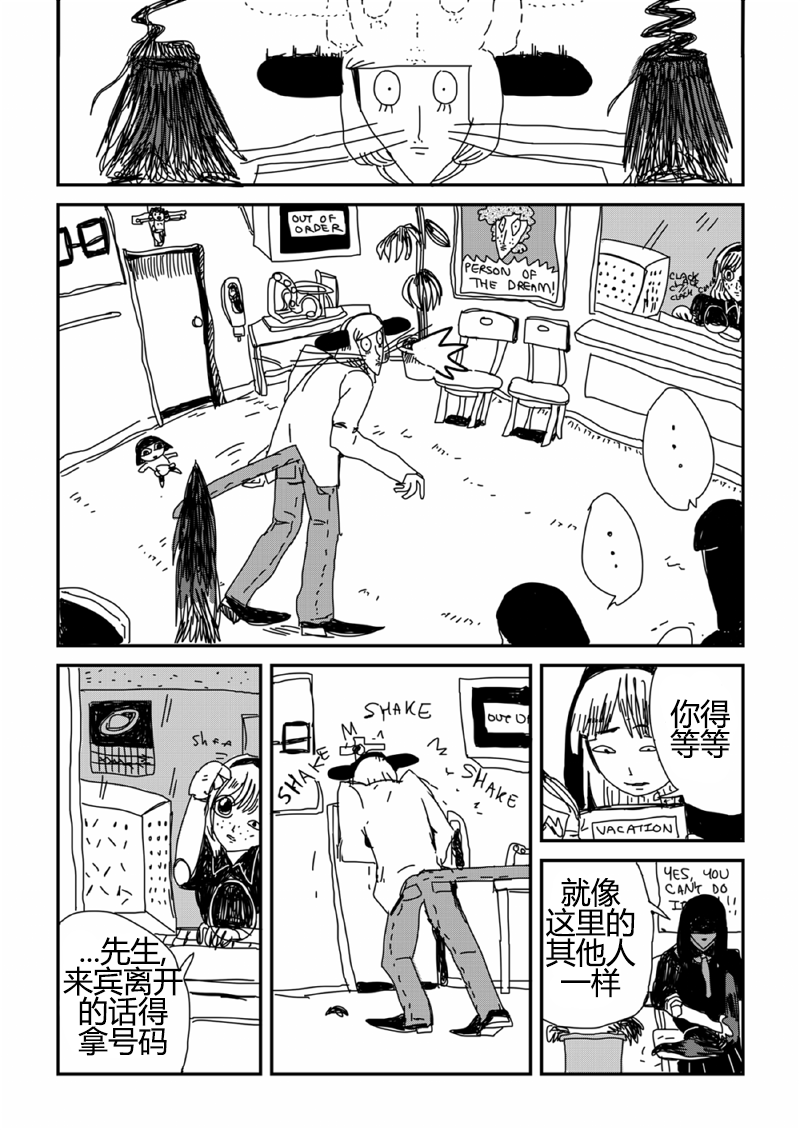 OUT OF
ORDER
PERSON OF
THE DREAM!
CLACK
CLACK
CLACK
你得
等等
VACATION
YES, YOU
CAN'T DO
就像
这里的
其他人
一样
SHAKE
SHAKE
SHAKE
OUT O
...先生,
来宾离开
的话得
拿号码